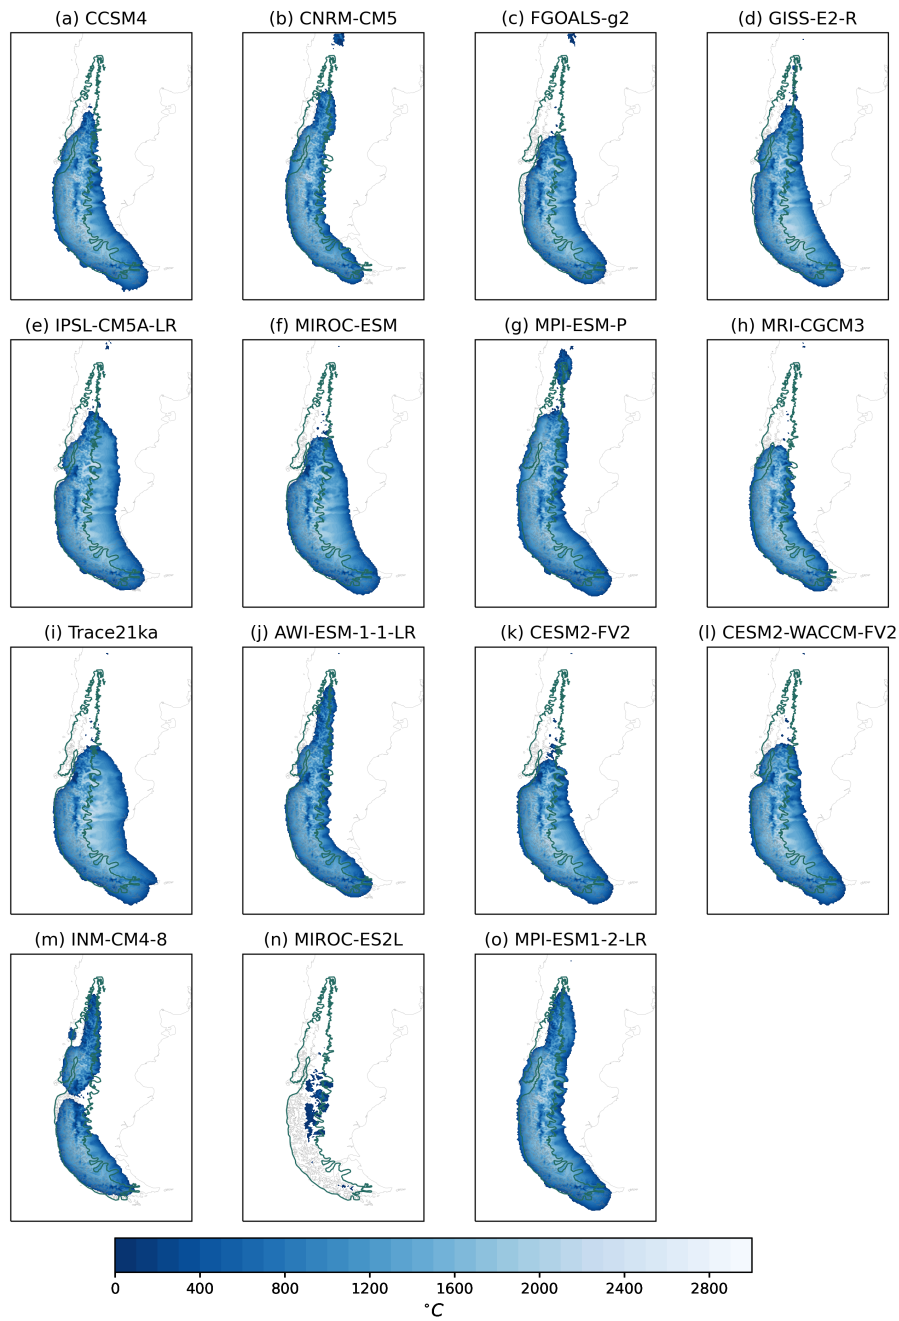 (a) CCSM4
(b) CNRM-CM5
(c) FGOALS-g2
(d) GISS-E2-R
(e) IPSL-CM5A-LR
(f) MIROC-ESM
(g) MPI-ESM-P
(h) MRI-CGCM3
(i) Trace21ka
(j) AWI-ESM-1-1-LR
(k) CESM2-FV2
(l) CESM2-WACCM-FV2
(m) INM-CM4-8
(n) MIROC-ES2L
(o) MPI-ESM1-2-LR
0 400 800 1200 1600 2000 2400 2800
°C